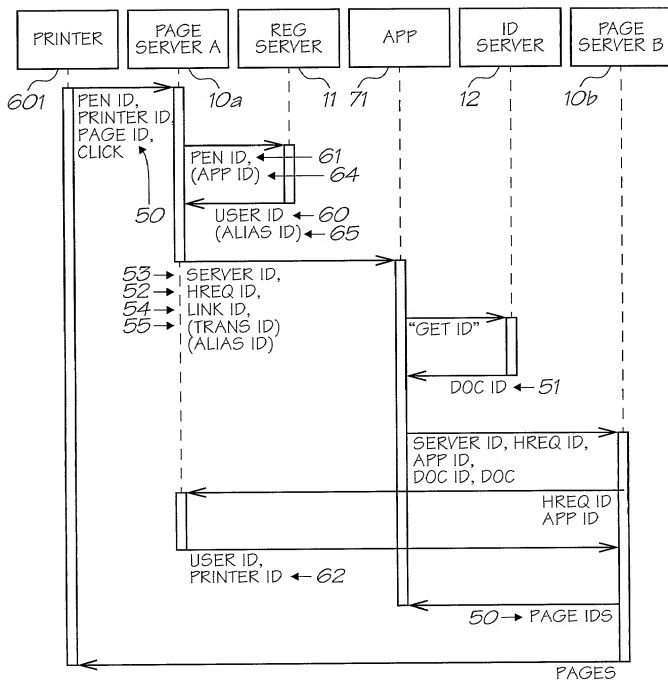 PRINTER
PAGE
SERVER A
REG
SERVER
APP
ID
SERVER
PAGE
SERVER B
601
10a
11
71
12
10b
PEN ID,
PRINTER ID,
PAGE ID,
CLICK
50
PEN ID,
61
(APP ID)
64
USER ID
60
(ALIAS ID)
65
53
SERVER ID,
52
HREQ ID,
54
LINK ID,
55
(TRANS ID)
(ALIAS ID)
"GET ID"
DOC ID
51
SERVER ID, HREQ ID,
APP ID,
DOC ID, DOC
HREQ ID
APP ID
USER ID,
PRINTER ID
62
50
PAGE IDS
PAGES